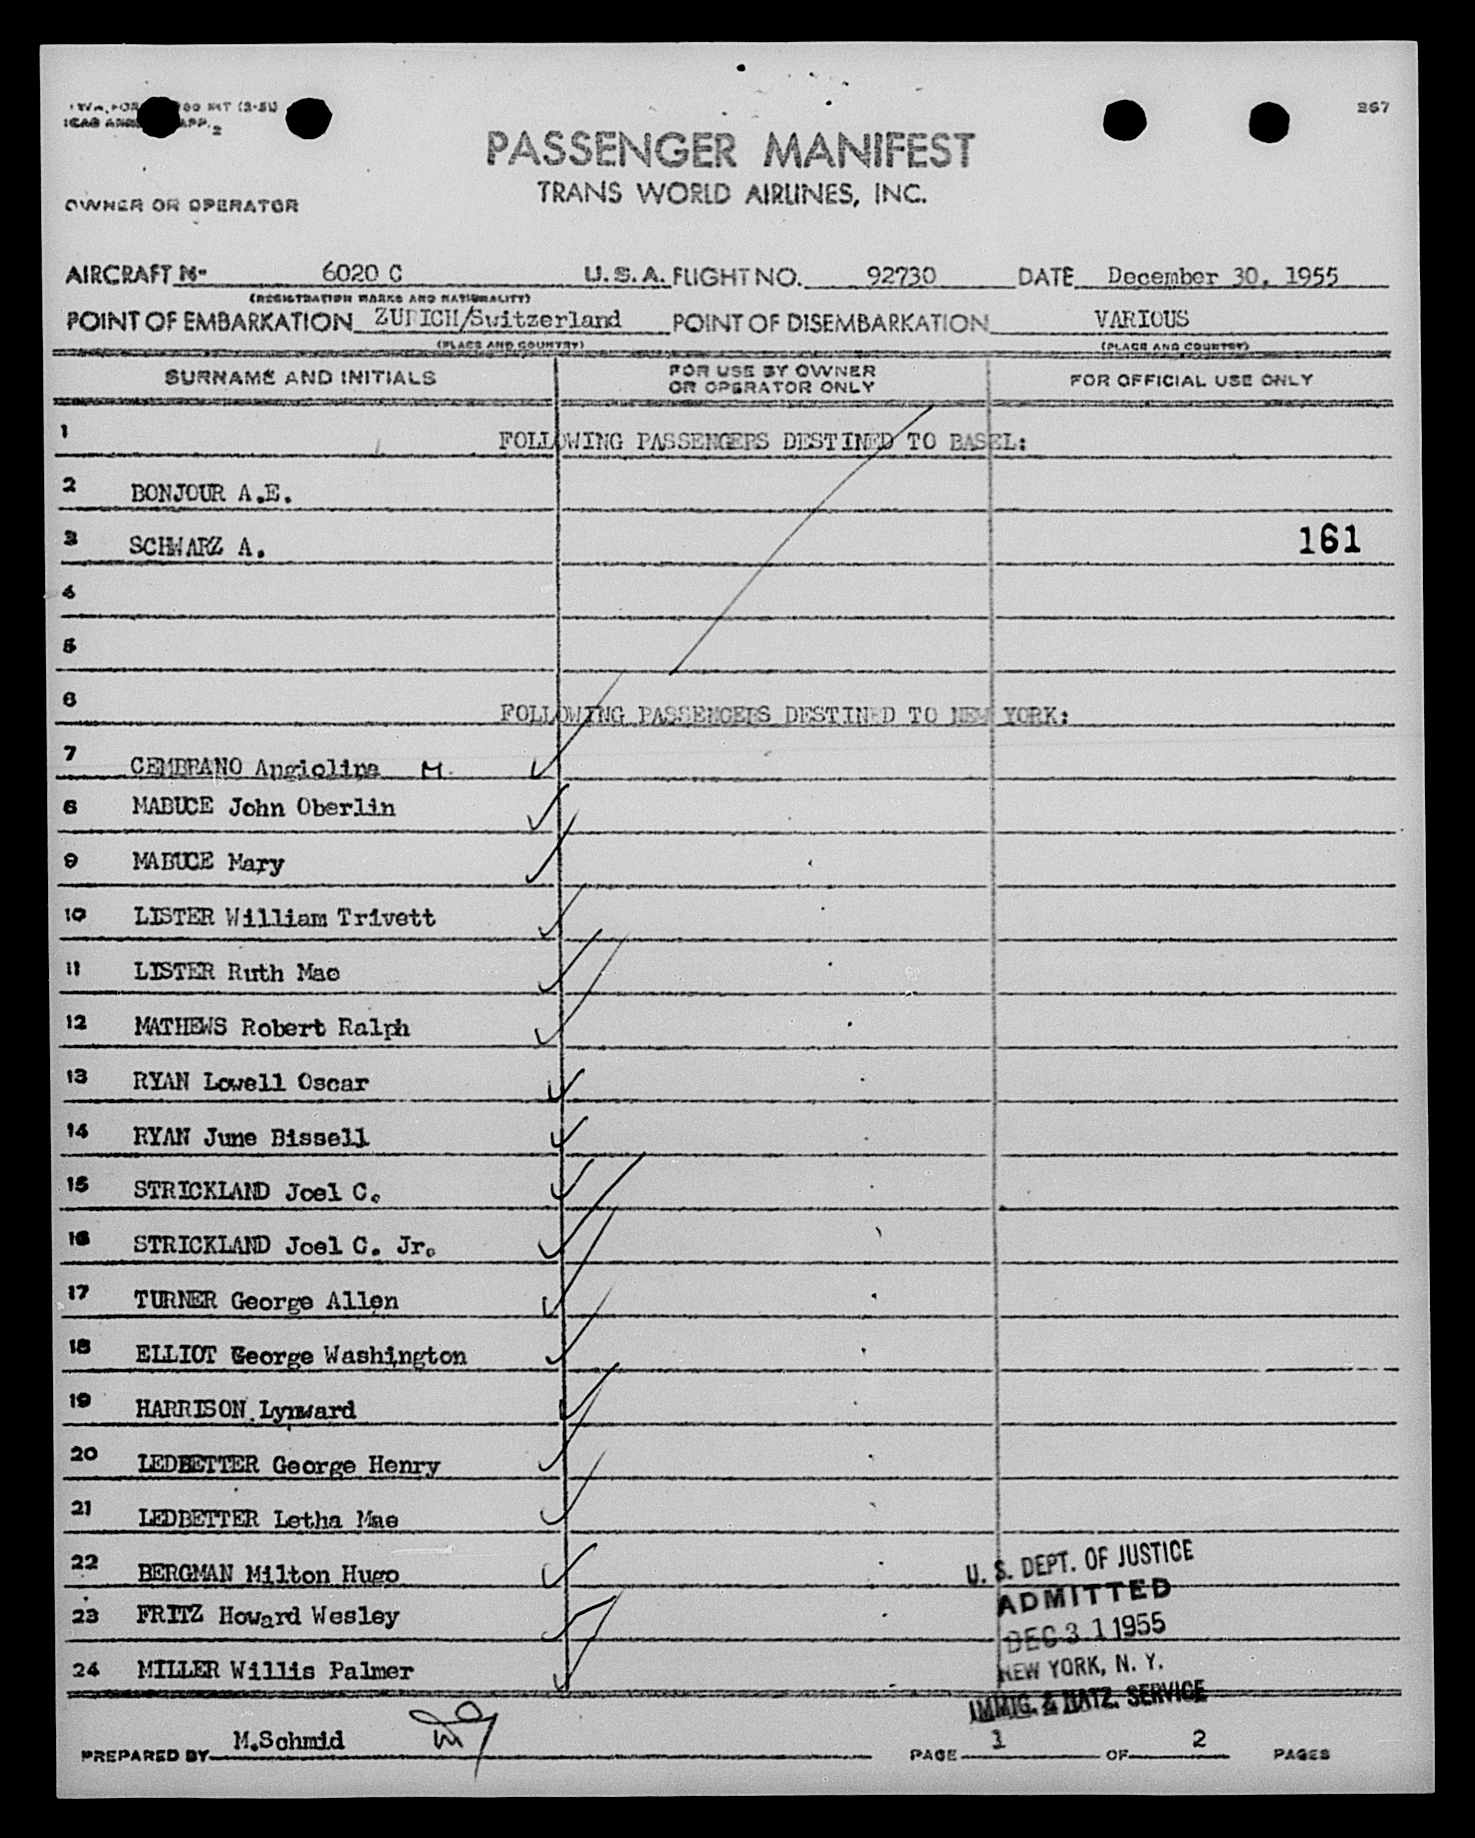 267
ICAO APP. 2
PASSENGER MANIFEST
TRANS WORLD AIRLINES, INC.
OWNER OR OPERATOR
AIRCRAFT N- 6020 C U.S.A. FLIGHT NO. 92730 DATE December 30, 1955
(REGISTRATION MARKS AND NATIONALITY)
POINT OF EMBARKATION ZURICH/Switzerland POINT OF DISEMBARKATION VARIOUS
(PLACE AND COUNTRY) (PLACE AND COUNTRY)
SURNAME AND INITIALS FOR USE BY OWNER OR OPERATOR ONLY FOR OFFICIAL USE ONLY
1 FOLLOWING PASSENGERS DESTINED TO BASEL:
2 BONJOUR A.E.
3 SCHWARZ A. 161
4
5
6 FOLLOWING PASSENGERS DESTINED TO NEW YORK:
7 CEMBRANO Angiolina M.
8 MABUCE John Oberlin
9 MABUCE Mary
10 LISTER William Trivett
11 LISTER Ruth Mae
12 MATHEWS Robert Ralph
13 RYAN Lowell Oscar
14 RYAN June Bissell
15 STRICKLAND Joel C.
16 STRICKLAND Joel C. Jr.
17 TURNER George Allen
18 ELLIOT George Washington
19 HARRISON Lynward
20 LEDBETTER George Henry
21 LEDBETTER Letha Mae
22 BERGMAN Milton Hugo
23 FRITZ Howard Wesley
24 MILLER Willis Palmer
U. S. DEPT. OF JUSTICE
ADMITTED
DEC 31 1955
NEW YORK, N. Y.
IMMIG. & NATZ. SERVICE
PREPARED BY M.Schmid PAGE 1 OF 2 PAGES